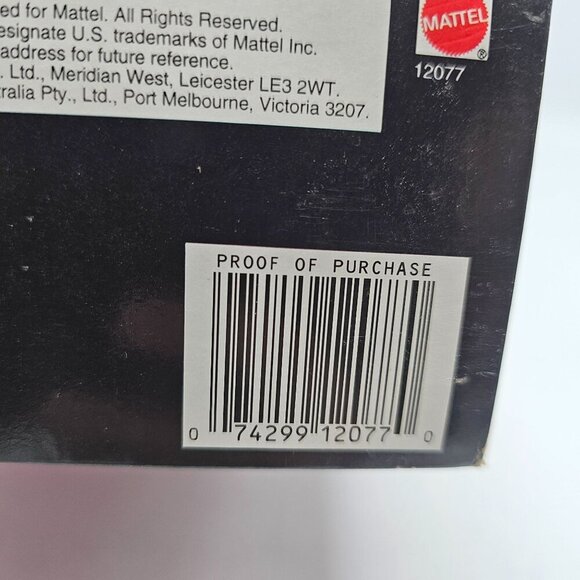 ed for Mattel. All Rights Reserved.
esignate U.S. trademarks of Mattel Inc.
address for future reference.
. Ltd., Meridian West, Leicester LE3 2WT.
tralia Pty., Ltd., Port Melbourne, Victoria 3207.
MATTEL
®
12077
PROOF OF PURCHASE
0 74299 12077 0